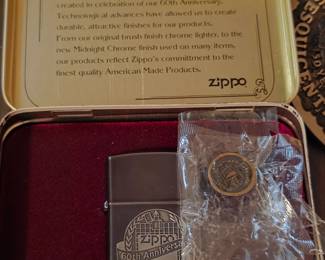 created in celebration of our 60th Anniversary.
Technological advances have allowed us to create
durable, attractive finishes for our products.
From our original brush finish chrome lighter, to the
new Midnight Chrome finish used on many items,
our products reflect Zippo's commitment to the
finest quality American Made Products.
zippo
ZIPPO
60th Anniversary